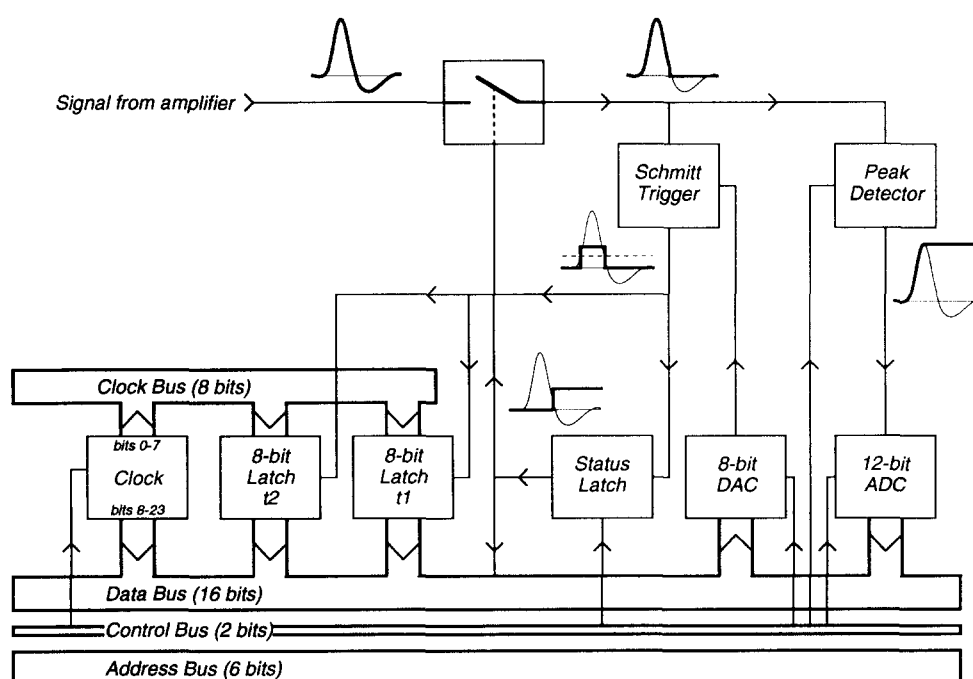 Signal from amplifier
Schmitt
Trigger
Peak
Detector
Clock Bus (8 bits)
bits 0-7
Clock
bits 8-23
8-bit
Latch
t2
8-bit
Latch
t1
Status
Latch
8-bit
DAC
12-bit
ADC
Data Bus (16 bits)
Control Bus (2 bits)
Address Bus (6 bits)